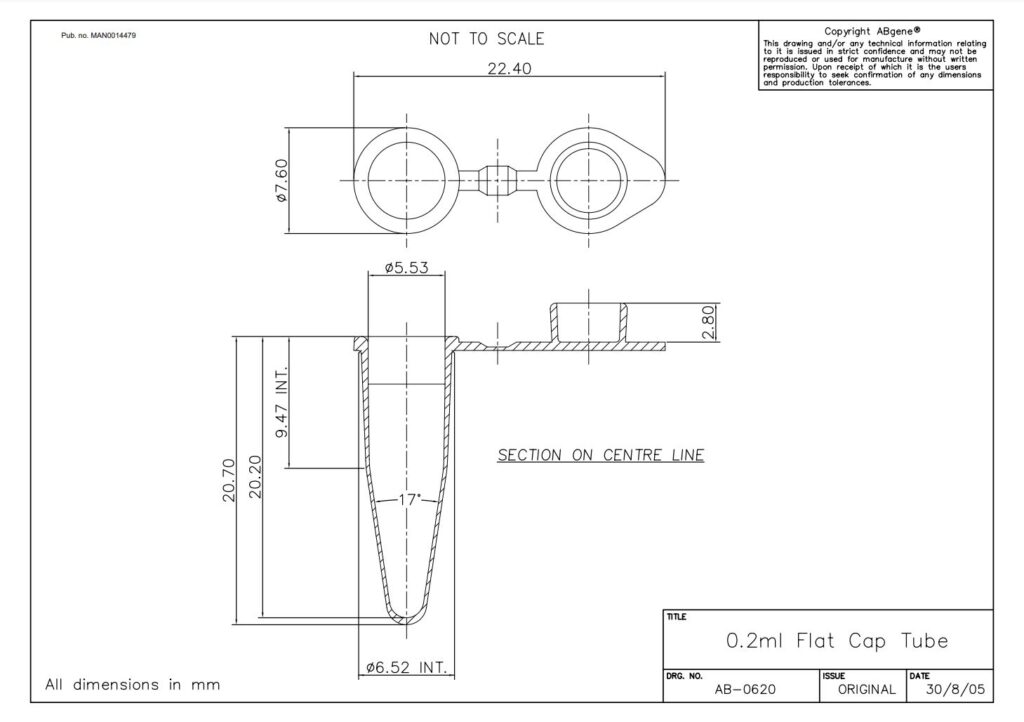 Pub. no. MAN0014479
NOT TO SCALE
Copyright ABgene®
This drawing and/or any technical information relating
to it is issued in strict confidence and may not be
reproduced or used for manufacture without written
permission. Upon receipt of which it is the users
responsibility to seek confirmation of any dimensions
and production tolerances.
22.40
ø7.60
ø5.53
2.80
9.47 INT.
20.70
20.20
17°
SECTION ON CENTRE LINE
ø6.52 INT.
All dimensions in mm
TITLE
0.2ml Flat Cap Tube
DRG. NO.
AB-0620
ISSUE
ORIGINAL
DATE
30/8/05